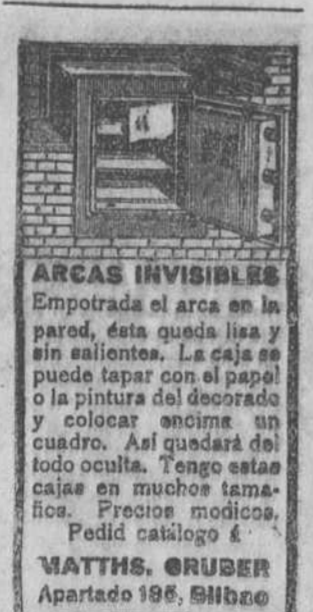 ARCAS INVISIBLES
Empotrada el arca en la
pared, ésta queda lisa y
sin salientes. La caja se
puede tapar con el papel
o la pintura del decorado
y colocar encima un
cuadro. Así quedará del
todo oculta. Tengo estas
cajas en muchos tama-
ños. Precios modicos.
Pedid catálogo á
MATTHS. GRUBER
Apartado 185, Bilbao